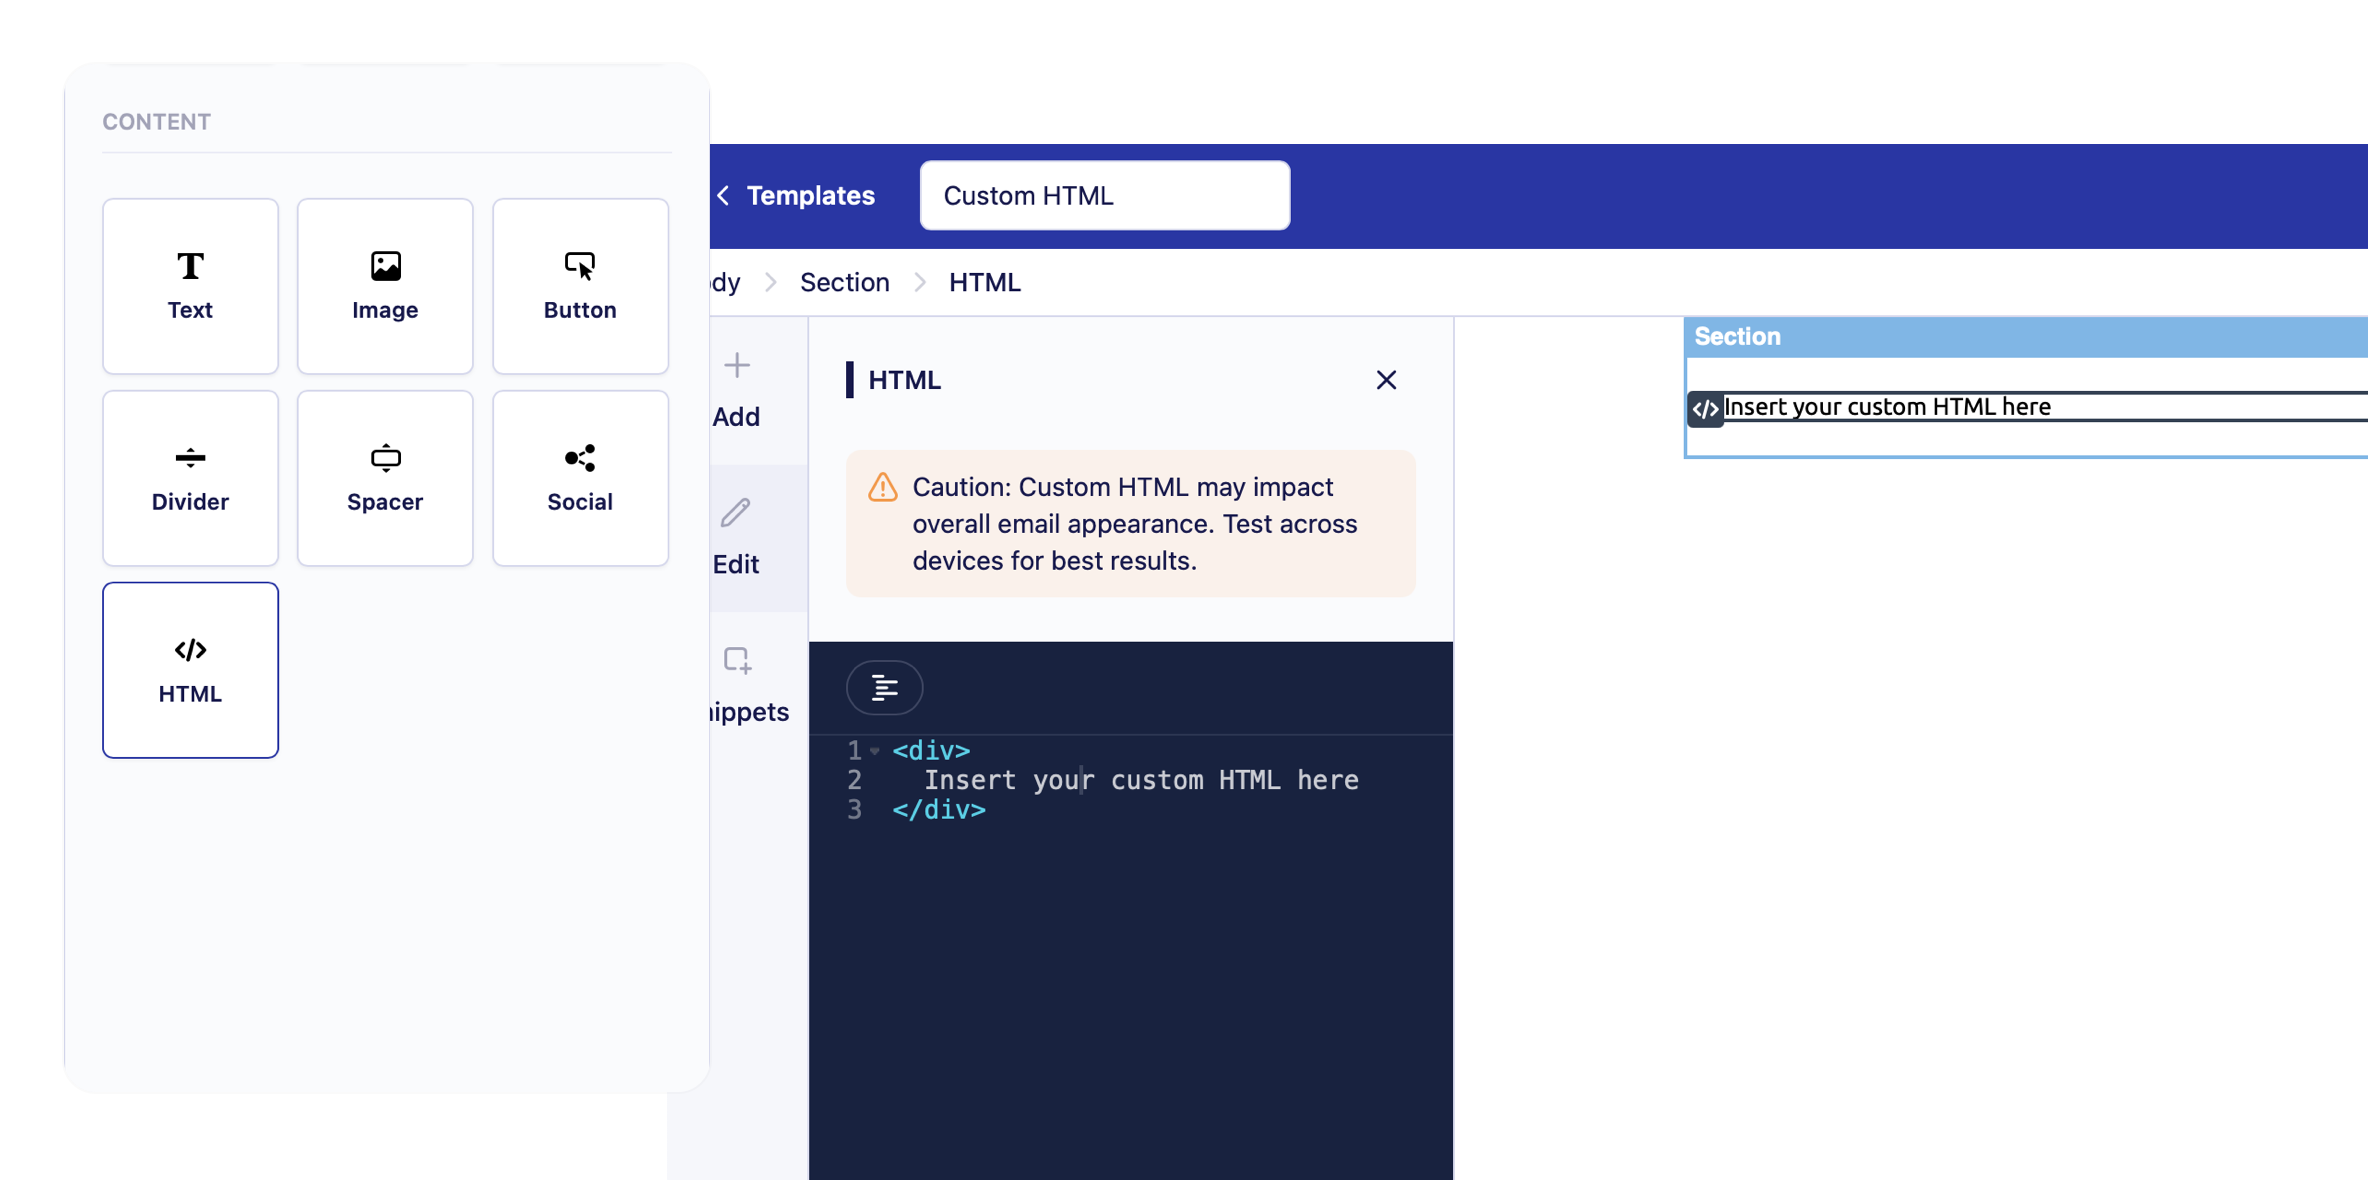 CONTENT
Text
Image
Button
Divider
Spacer
Social
HTML
Templates
Custom HTML
Section
HTML
Add
Edit
HTML
Caution: Custom HTML may impact
overall email appearance. Test across
devices for best results.
1 <div>
2 Insert your custom HTML here
3 </div>
Section
</> Insert your custom HTML here